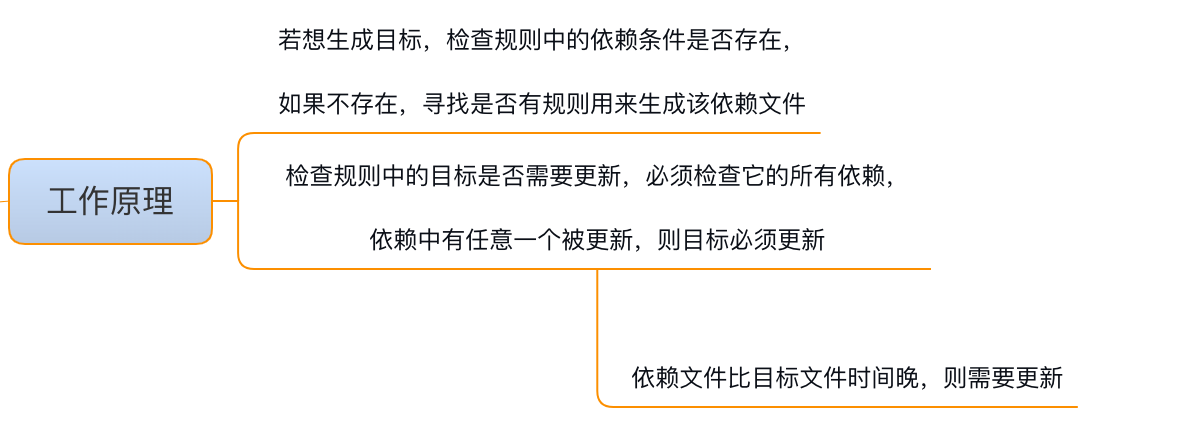 若想生成目标，检查规则中的依赖条件是否存在，
如果不存在，寻找是否有规则用来生成该依赖文件
工作原理
检查规则中的目标是否需要更新，必须检查它的所有依赖，
依赖中有任意一个被更新，则目标必须更新
依赖文件比目标文件时间晚，则需要更新